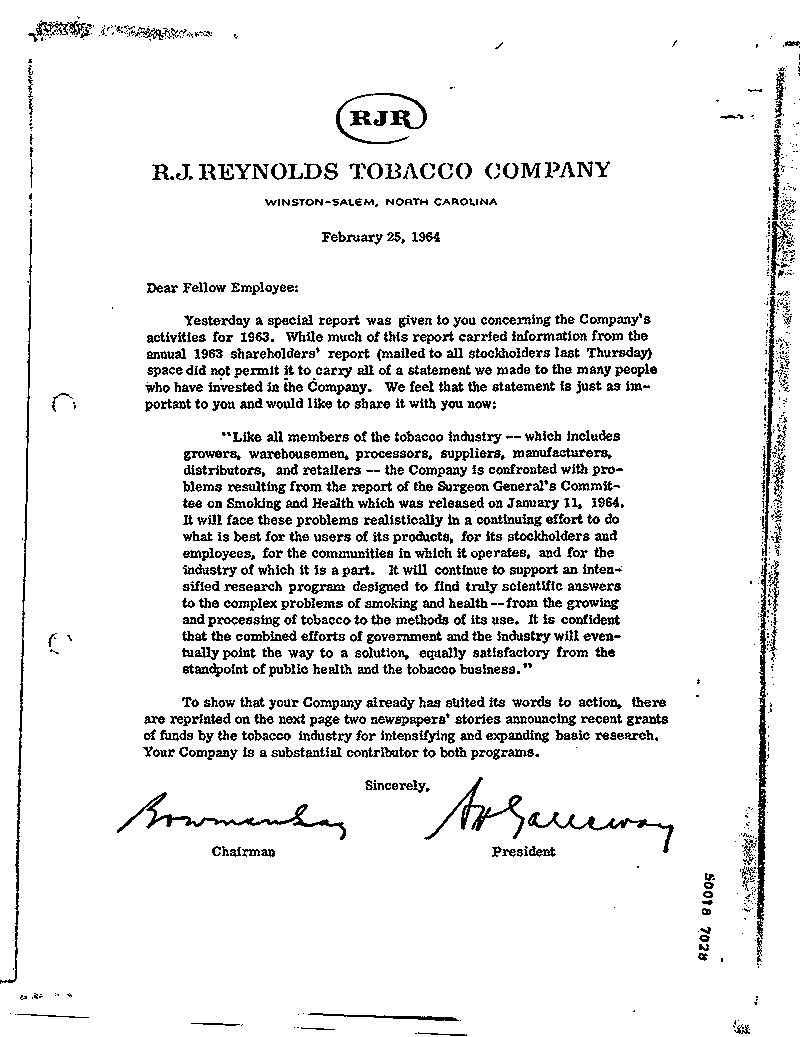 RJR
R.J. REYNOLDS TOBACCO COMPANY
WINSTON-SALEM, NORTH CAROLINA
February 25, 1964
Dear Fellow Employee:
Yesterday a special report was given to you concerning the Company's
activities for 1963. While much of this report carried information from the
annual 1963 shareholders' report (mailed to all stockholders last Thursday)
space did not permit it to carry all of a statement we made to the many people
who have invested in the Company. We feel that the statement is just as im-
portant to you and would like to share it with you now:
"Like all members of the tobacco industry -- which includes
growers, warehousemen, processors, suppliers, manufacturers,
distributors, and retailers -- the Company is confronted with pro-
blems resulting from the report of the Surgeon General's Commit-
tee on Smoking and Health which was released on January 11, 1964.
It will face these problems realistically in a continuing effort to do
what is best for the users of its products, for its stockholders and
employees, for the communities in which it operates, and for the
industry of which it is a part. It will continue to support an inten-
sified research program designed to find truly scientific answers
to the complex problems of smoking and health -- from the growing
and processing of tobacco to the methods of its use. It is confident
that the combined efforts of government and the industry will even-
tually point the way to a solution, equally satisfactory from the
standpoint of public health and the tobacco business."
To show that your Company already has suited its words to action, there
are reprinted on the next page two newspapers' stories announcing recent grants
of funds by the tobacco industry for intensifying and expanding basic research.
Your Company is a substantial contributor to both programs.
Sincerely,
Bowman Gray
A H Galloway
Chairman
President
50018 7028